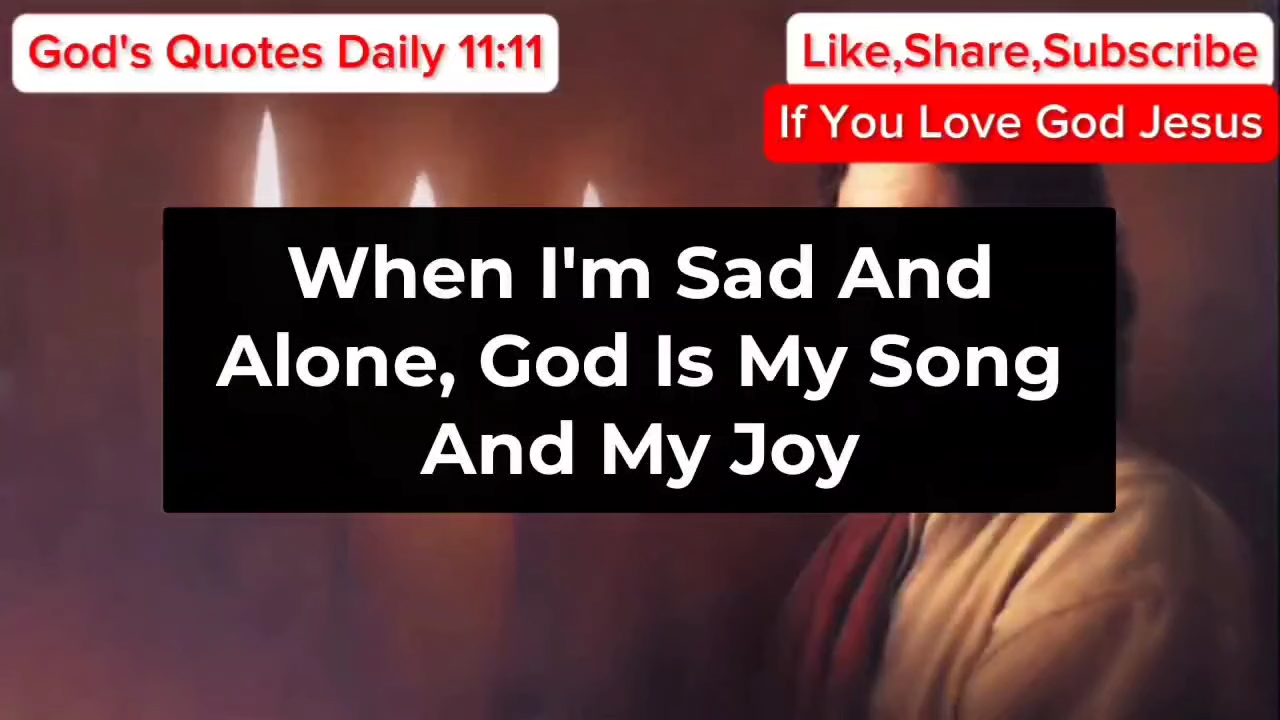 God's Quotes Daily 11:11
Like,Share,Subscribe
If You Love God Jesus
When I'm Sad And
Alone, God Is My Song
And My Joy